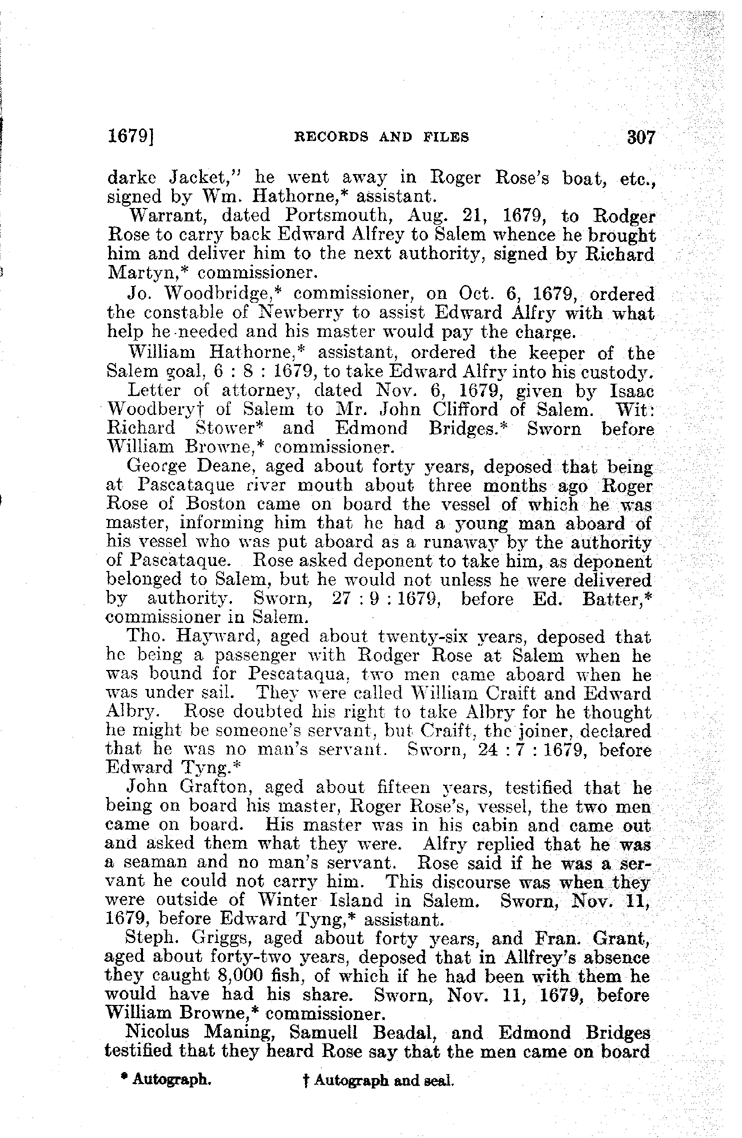 1679] RECORDS AND FILES 307
darke Jacket," he went away in Roger Rose's boat, etc.,
signed by Wm. Hathorne,* assistant.
Warrant, dated Portsmouth, Aug. 21, 1679, to Rodger
Rose to carry back Edward Alfrey to Salem whence he brought
him and deliver him to the next authority, signed by Richard
Martyn,* commissioner.
Jo. Woodbridge,* commissioner, on Oct. 6, 1679, ordered
the constable of Newberry to assist Edward Alfry with what
help he needed and his master would pay the charge.
William Hathorne,* assistant, ordered the keeper of the
Salem goal, 6 : 8 : 1679, to take Edward Alfry into his custody.
Letter of attorney, dated Nov. 6, 1679, given by Isaac
Woodbery† of Salem to Mr. John Clifford of Salem. Wit:
Richard Stower* and Edmond Bridges.* Sworn before
William Browne,* commissioner.
George Deane, aged about forty years, deposed that being
at Pascataque river mouth about three months ago Roger
Rose of Boston came on board the vessel of which he was
master, informing him that he had a young man aboard of
his vessel who was put aboard as a runaway by the authority
of Pascataque. Rose asked deponent to take him, as deponent
belonged to Salem, but he would not unless he were delivered
by authority. Sworn, 27 : 9 : 1679, before Ed. Batter,*
commissioner in Salem.
Tho. Hayward, aged about twenty-six years, deposed that
he being a passenger with Rodger Rose at Salem when he
was bound for Pescataqua, two men came aboard when he
was under sail. They were called William Craift and Edward
Albry. Rose doubted his right to take Albry for he thought
he might be someone's servant, but Craift, the joiner, declared
that he was no man's servant. Sworn, 24 : 7 : 1679, before
Edward Tyng.*
John Grafton, aged about fifteen years, testified that he
being on board his master, Roger Rose's, vessel, the two men
came on board. His master was in his cabin and came out
and asked them what they were. Alfry replied that he was
a seaman and no man's servant. Rose said if he was a ser-
vant he could not carry him. This discourse was when they
were outside of Winter Island in Salem. Sworn, Nov. 11,
1679, before Edward Tyng,* assistant.
Steph. Griggs, aged about forty years, and Fran. Grant,
aged about forty-two years, deposed that in Allfrey's absence
they caught 8,000 fish, of which if he had been with them he
would have had his share. Sworn, Nov. 11, 1679, before
William Browne,* commissioner.
Nicolus Maning, Samuell Beadal, and Edmond Bridges
testified that they heard Rose say that the men came on board
* Autograph. † Autograph and seal.